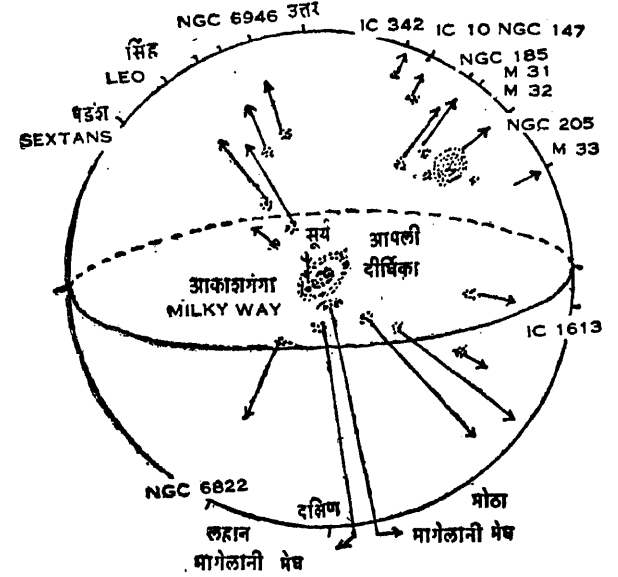 NGC 6946 उत्तर
IC 342 IC 10 NGC 147
सिंह
LEO
NGC 185
M 31
M 32
षडंश
SEXTANS
NGC 205
M 33
सूर्य
आपली
दीर्घिका
आकाशगंगा
MILKY WAY
IC 1613
NGC 6822
दक्षिण
मोठा
मागेलानी मेघ
लहान
मागेलानी मेघ